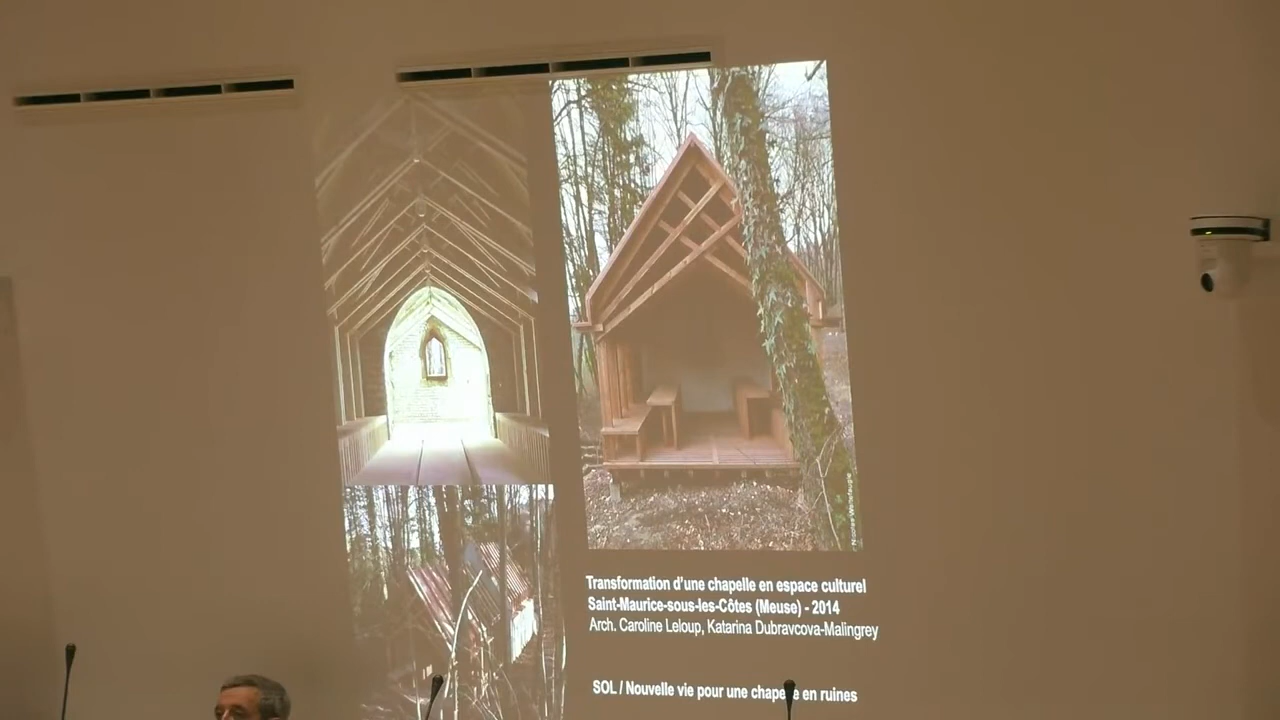 Transformation d'une chapelle en espace culturel
Saint-Maurice-sous-les-Côtes (Meuse) - 2014
Arch. Caroline Leloup, Katarina Dubravcova-Malingrey
SOL / Nouvelle vie pour une chapelle en ruines